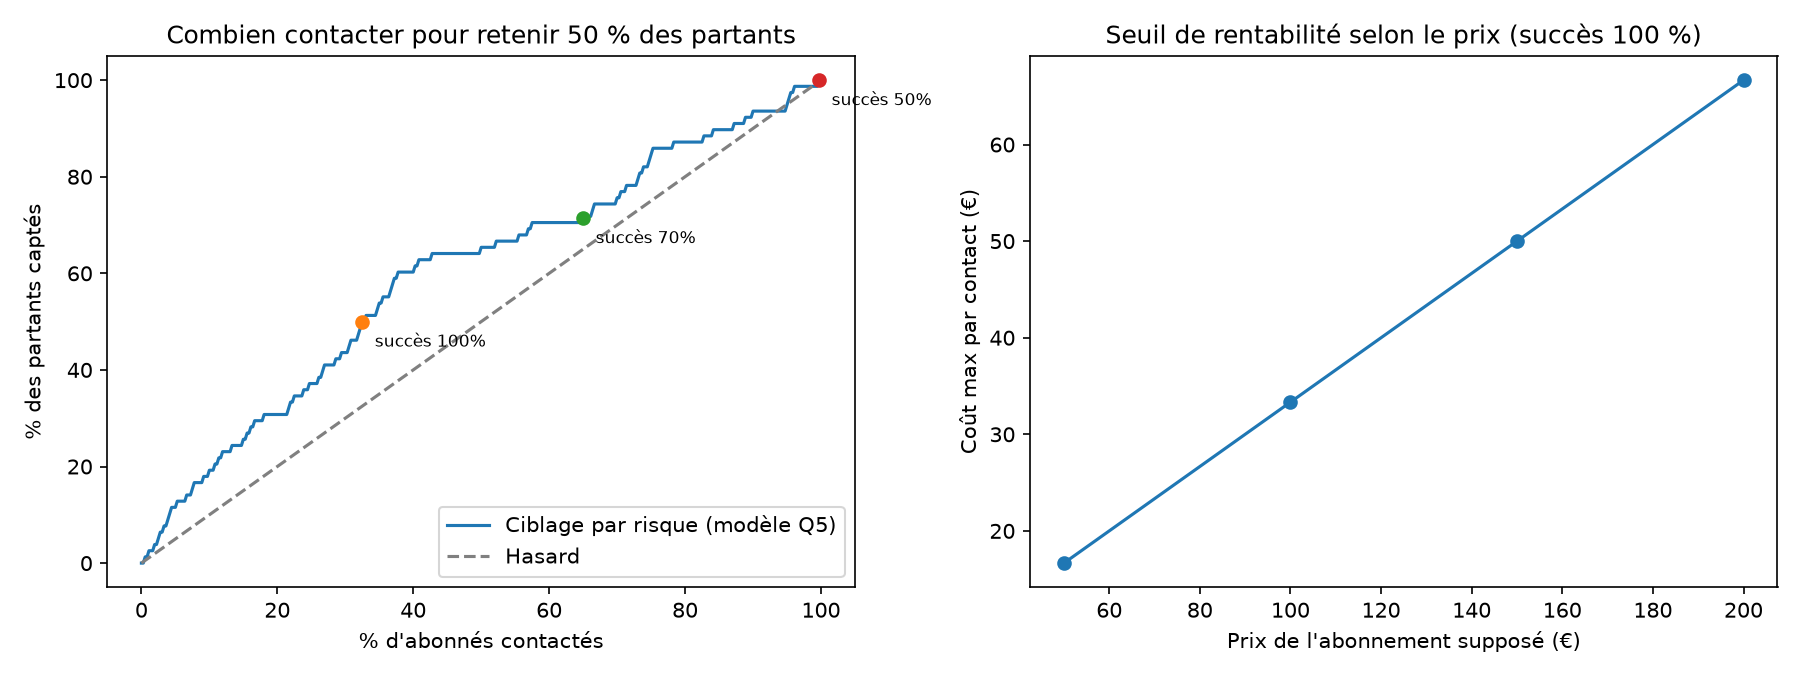 Combien contacter pour retenir 50 % des partants
% des partants captés
100
80
60
40
20
0
succès 50%
succès 70%
succès 100%
Ciblage par risque (modèle Q5)
Hasard
0 20 40 60 80 100
% d'abonnés contactés
Seuil de rentabilité selon le prix (succès 100 %)
Coût max par contact (€)
60
50
40
30
20
60 80 100 120 140 160 180 200
Prix de l'abonnement supposé (€)